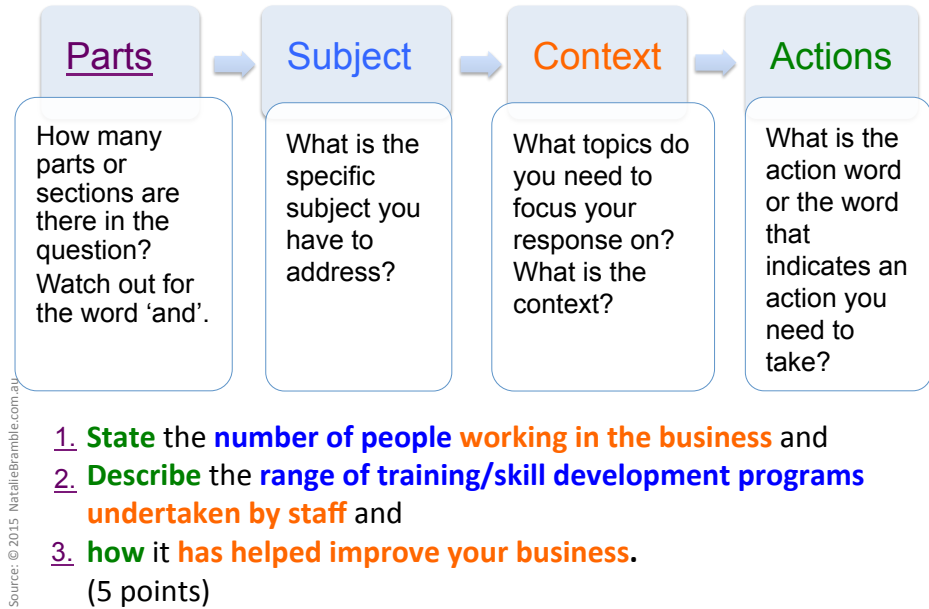 Parts
Subject
Context
Actions
How many
parts or
sections are
there in the
question?
Watch out for
the word ‘and’.
What is the
specific
subject you
have to
address?
What topics do
you need to
focus your
response on?
What is the
context?
What is the
action word
or the word
that
indicates an
action you
need to
take?
1. State the number of people working in the business and
2. Describe the range of training/skill development programs
undertaken by staff and
3. how it has helped improve your business.
(5 points)
Source: © 2015 NatalieBramble.com.au